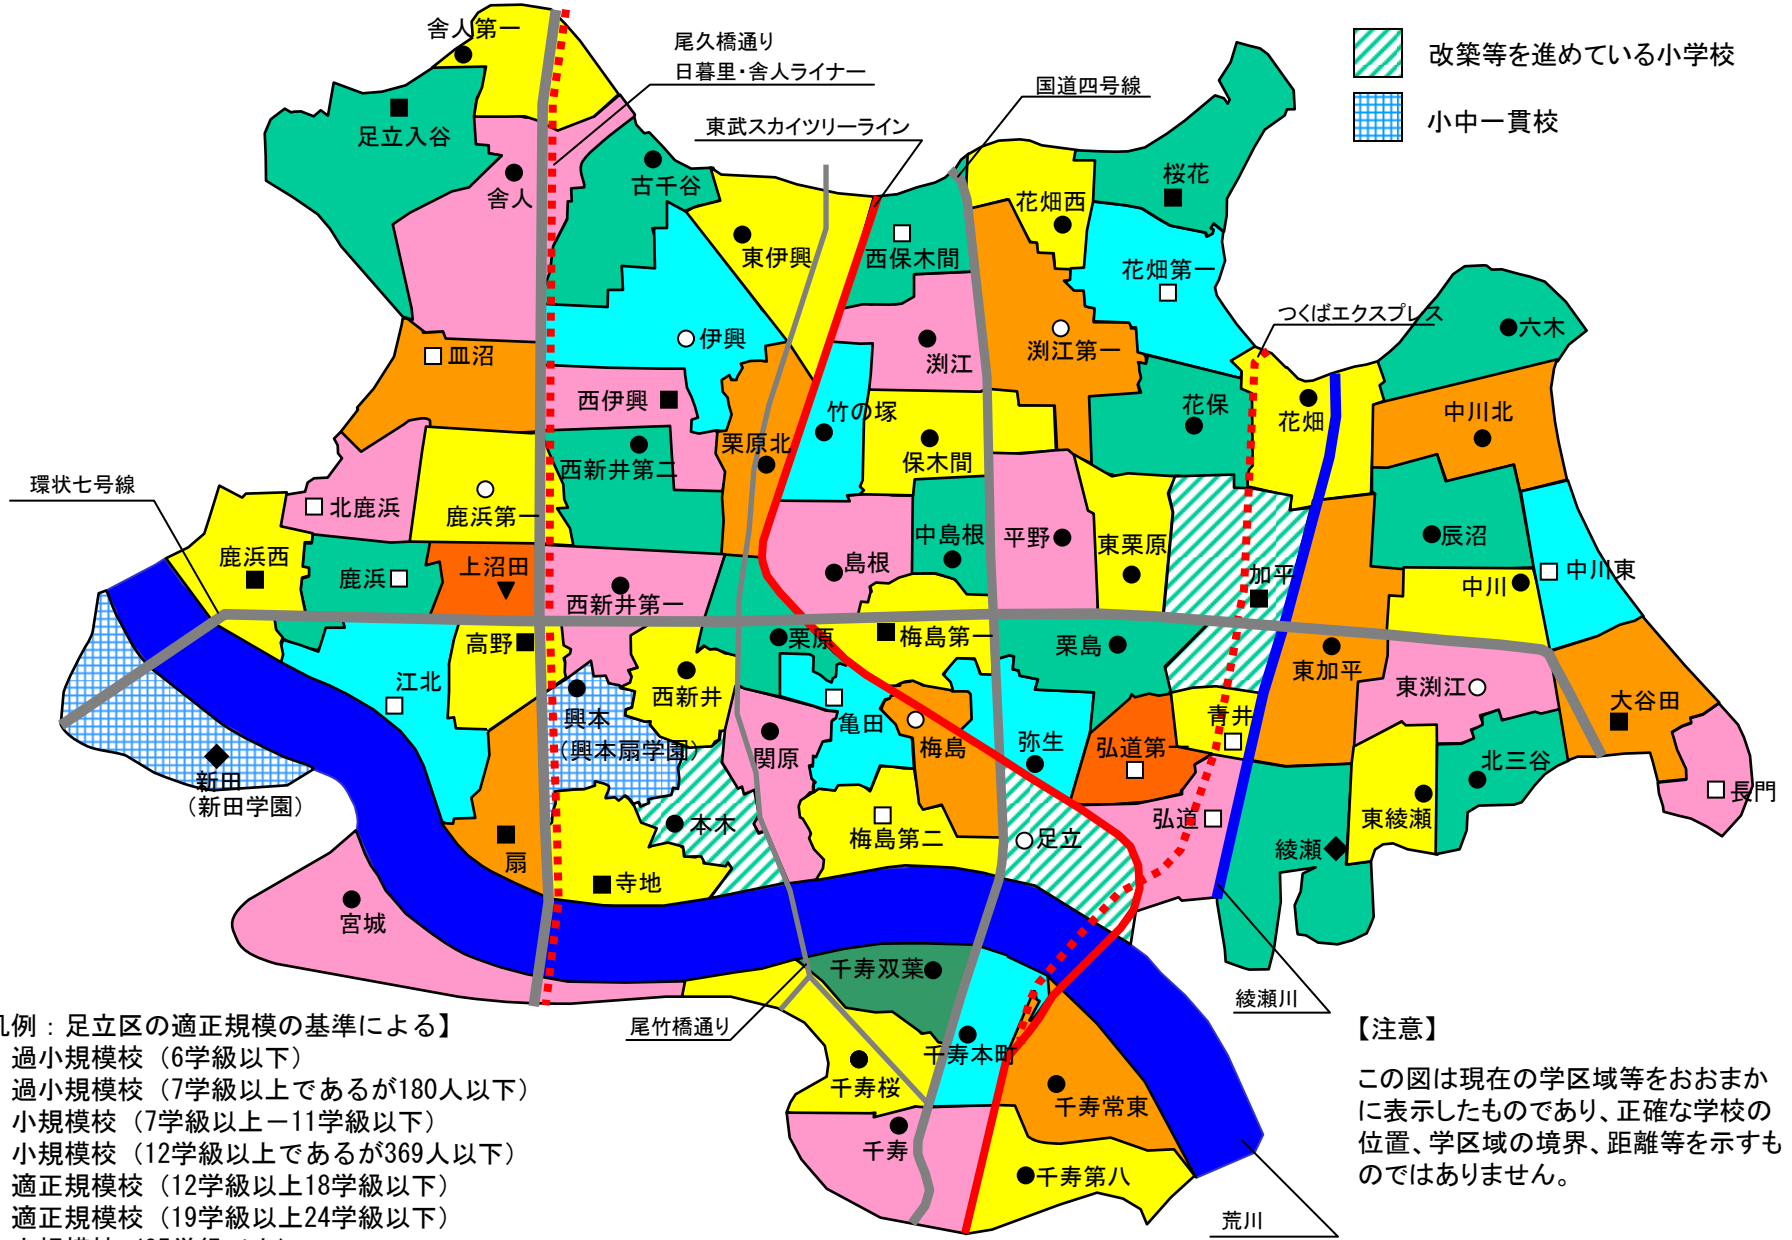 舎人第一
尾久橋通り
日暮里・舎人ライナー
改築等を進めている小学校
国道四号線
小中一貫校
東武スカイツリーライン
足立入谷
舎人
古千谷
桜花
花畑西
東伊興
西保木間
花畑第一
つくばエクスプレス
六木
伊興
渕江
渕江第一
皿沼
西伊興
竹の塚
花保
花畑
中川北
栗原北
保木間
西新井第二
環状七号線
北鹿浜
鹿浜第一
中島根
平野
東栗原
辰沼
鹿浜西
鹿浜
上沼田
島根
加平
中川
中川東
西新井第一
高野
栗原
梅島第一
栗島
東加平
江北
西新井
東渕江
大谷田
興本
(興本扇学園)
亀田
梅島
弥生
青井
関原
弘道第一
北三谷
新田
(新田学園)
長門
本木
梅島第二
足立
弘道
東綾瀬
扇
綾瀬
寺地
宮城
千寿双葉
綾瀬川
尾竹橋通り
千寿本町
千寿桜
千寿常東
千寿
千寿第八
荒川
凡例：足立区の適正規模の基準による】
過小規模校（6学級以下）
過小規模校（7学級以上であるが180人以下）
小規模校（7学級以上－11学級以下）
小規模校（12学級以上であるが369人以下）
適正規模校（12学級以上18学級以下）
適正規模校（19学級以上24学級以下）
【注意】
この図は現在の学区域等をおおまか
に表示したものであり、正確な学校の
位置、学区域の境界、距離等を示すも
のではありません。